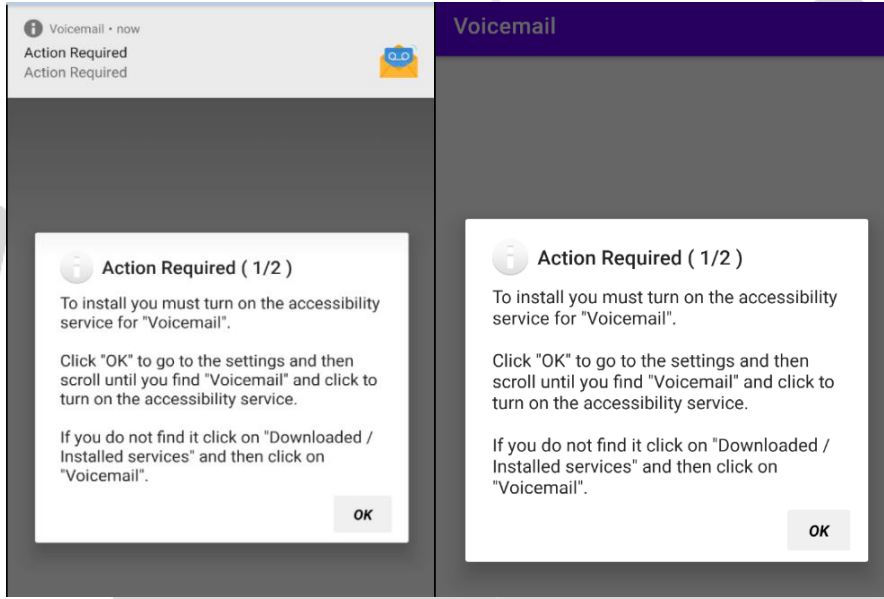 Voicemail • now
Action Required
Action Required
Action Required ( 1/2 )
To install you must turn on the accessibility
service for "Voicemail".
Click "OK" to go to the settings and then
scroll until you find "Voicemail" and click to
turn on the accessibility service.
If you do not find it click on "Downloaded /
Installed services" and then click on
"Voicemail".
OK
Voicemail
Action Required ( 1/2 )
To install you must turn on the accessibility
service for "Voicemail".
Click "OK" to go to the settings and then
scroll until you find "Voicemail" and click to
turn on the accessibility service.
If you do not find it click on "Downloaded /
Installed services" and then click on
"Voicemail".
OK